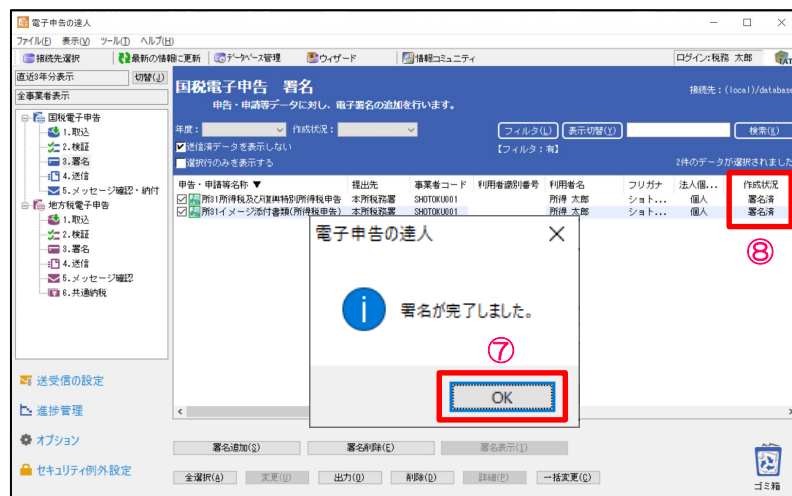 電子申告の達人
ファイル(F) 表示(V) ツール(T) ヘルプ(H)
接続先選択 最新の情報に更新 データベース管理 ウィザード 情報コミュニティ ログイン:税務 太郎
直近3年分表示 切替(J)
全事業者表示
国税電子申告
1.取込
2.検証
3.署名
4.送信
5.メッセージ確認・納付
地方税電子申告
1.取込
2.検証
3.署名
4.送信
5.メッセージ確認
6.共通納税
送受信の設定
進捗管理
オプション
セキュリティ例外設定
国税電子申告 署名
接続先:(local)/database
申告・申請等データに対し、電子署名の追加を行います。
年度: 作成状況: フィルタ(L) 表示切替(Y) 検索(K)
送信済データを表示しない 【フィルタ:有】
選択行のみを表示する 2件のデータが選択されました
申告・申請等名称 ▼ 提出先 事業者コード 利用者識別番号 利用者名 フリガナ 法人個... 作成状況
所31所得税及び復興特別所得税申告 本所税務署 SHOTOKU001 所得 太郎 ショト... 個人 署名済
所31イメージ添付書類(所得税申告) 本所税務署 SHOTOKU001 所得 太郎 ショト... 個人 署名済
⑧
電子申告の達人
署名が完了しました。
⑦
OK
署名追加(S) 署名削除(E) 署名表示(I)
全選択(A) 変更(U) 出力(O) 削除(D) 詳細(P) 一括変更(C)
ゴミ箱